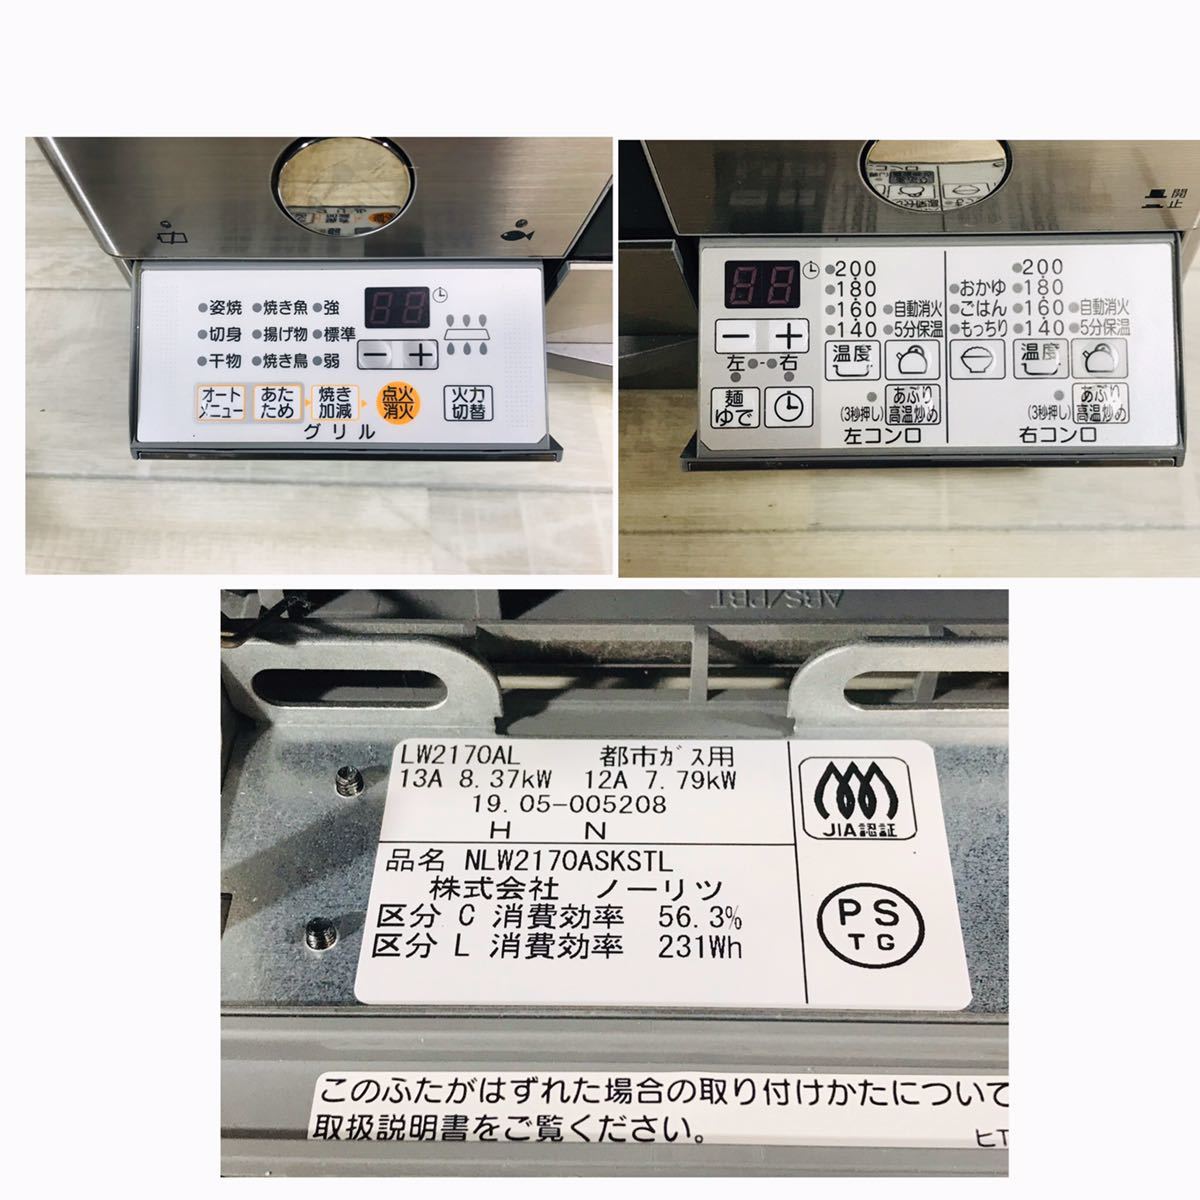 姿焼 焼き魚 強
切身 揚げ物 標準
干物 焼き鳥 弱
88
− +
オートメニュー
あたため
焼き加減
点火消火
火力切替
グリル
開
止
88
− +
左 - 右
麺ゆで
200
180
160
140
自動消火
5分保温
温度
(3秒押し)
あぶり高温炒め
左コンロ
おかゆ
ごはん
もっちり
200
180
160
140
自動消火
5分保温
温度
(3秒押し)
あぶり高温炒め
右コンロ
ABS/PBT
LW2170AL 都市ｶﾞｽ用
13A 8.37kW 12A 7.79kW
19.05-005208
H N
品名 NLW2170ASKSTL
株式会社 ノーリツ
区分 C 消費効率 56.3%
区分 L 消費効率 231Wh
JIA認証
PS
TG
このふたがはずれた場合の取り付けかたについて
取扱説明書をご覧ください。
ヒT